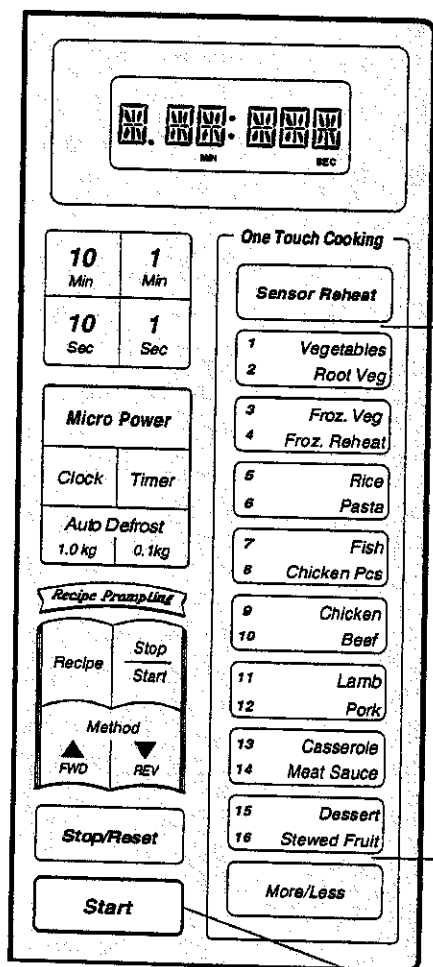 MIN SEC
10 Min
1 Min
10 Sec
1 Sec
Micro Power
Clock
Timer
Auto Defrost
1.0 kg
0.1kg
Recipe Prompting
Recipe
Stop
Start
Method
FWD
REV
Stop/Reset
Start
One Touch Cooking
Sensor Reheat
1 Vegetables
2 Root Veg
3 Froz. Veg
4 Froz. Reheat
5 Rice
6 Pasta
7 Fish
8 Chicken Pcs
9 Chicken
10 Beef
11 Lamb
12 Pork
13 Casserole
14 Meat Sauce
15 Dessert
16 Stewed Fruit
More/Less